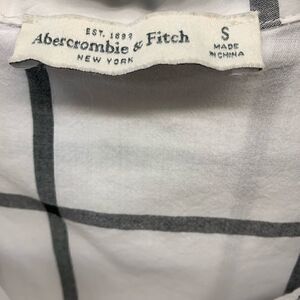 EST. 1892
Abercrombie & Fitch
NEW YORK
S
MADE
IN CHINA